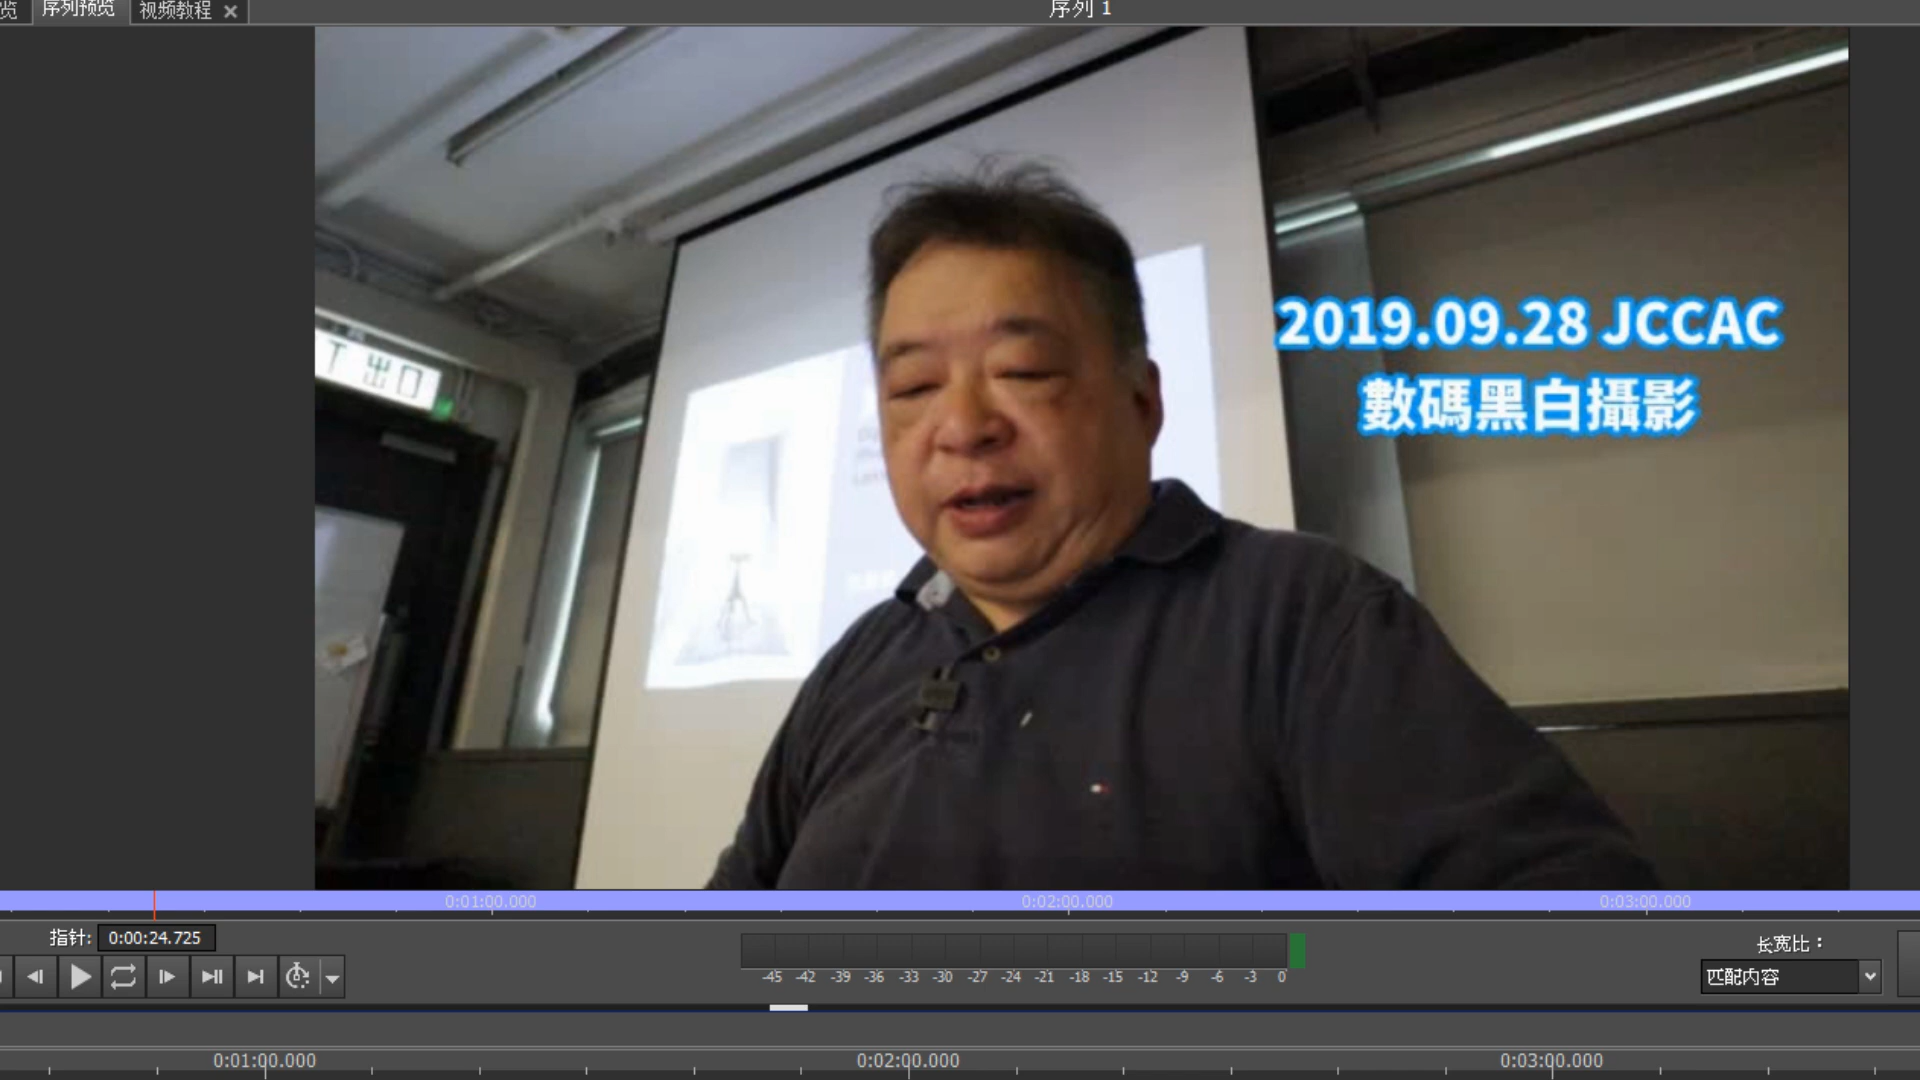 览
序列预览
视频教程
序列 1
出口
2019.09.28 JCCAC
數碼黑白攝影
0:01:00.000
0:02:00.000
0:03:00.000
指针:
0:00:24.725
-45 -42 -39 -36 -33 -30 -27 -24 -21 -18 -15 -12 -9 -6 -3 0
长宽比：
匹配内容
0:01:00.000
0:02:00.000
0:03:00.000